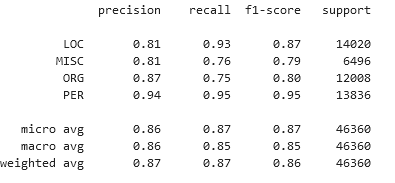 precision recall f1-score support
LOC 0.81 0.93 0.87 14020
MISC 0.81 0.76 0.79 6496
ORG 0.87 0.75 0.80 12008
PER 0.94 0.95 0.95 13836
micro avg 0.86 0.87 0.87 46360
macro avg 0.86 0.85 0.85 46360
weighted avg 0.87 0.87 0.86 46360